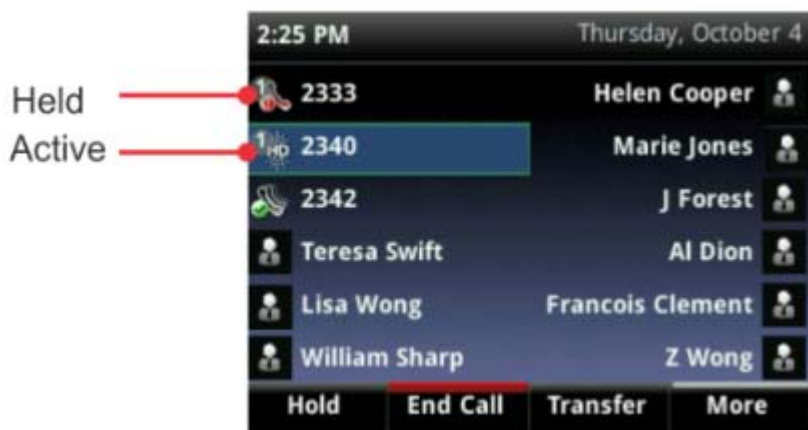 2:25 PM Thursday, October 4
Held 1 2333 Helen Cooper
Active 1 HD 2340 Marie Jones
2342 J Forest
Teresa Swift Al Dion
Lisa Wong Francois Clement
William Sharp Z Wong
Hold End Call Transfer More